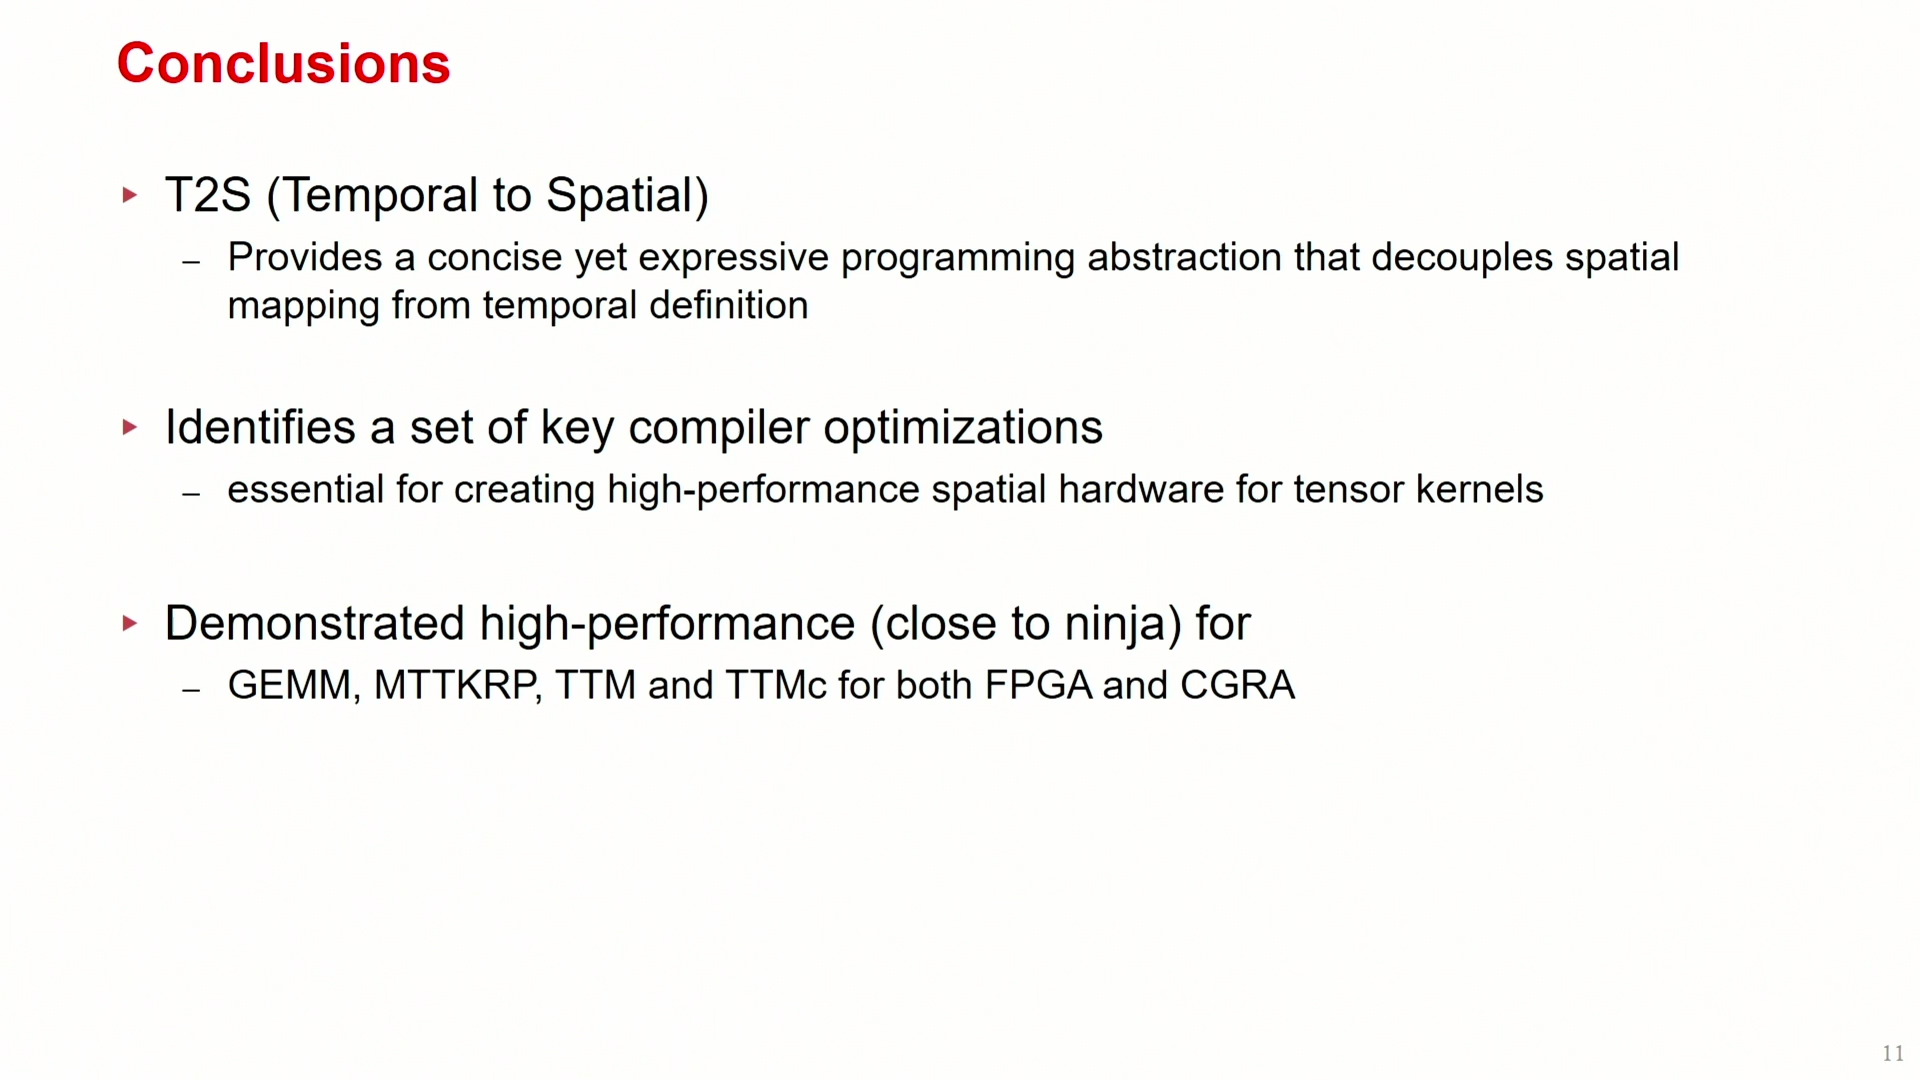 Conclusions
T2S (Temporal to Spatial)
– Provides a concise yet expressive programming abstraction that decouples spatial
mapping from temporal definition
Identifies a set of key compiler optimizations
– essential for creating high-performance spatial hardware for tensor kernels
Demonstrated high-performance (close to ninja) for
– GEMM, MTTKRP, TTM and TTMc for both FPGA and CGRA
11